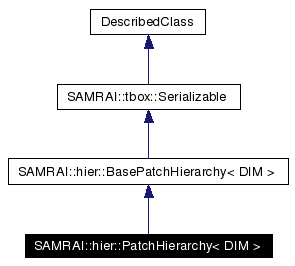 DescribedClass
SAMRAI::tbox::Serializable
SAMRAI::hier::BasePatchHierarchy< DIM >
SAMRAI::hier::PatchHierarchy< DIM >